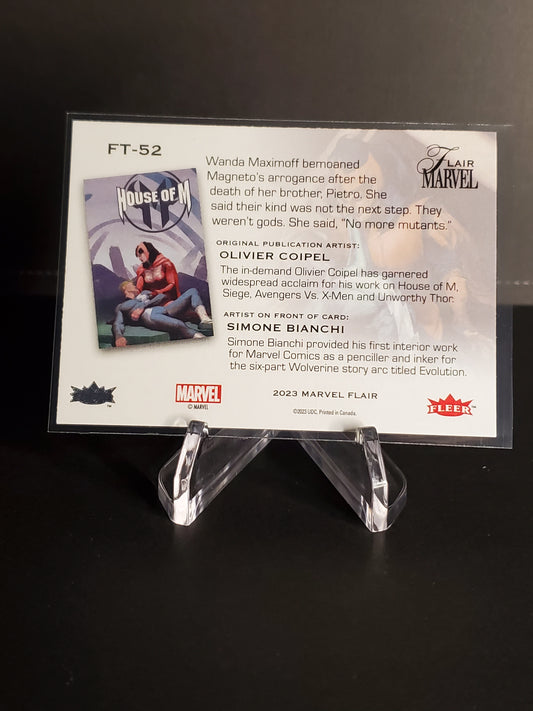 FT-52
HOUSE OF M
Wanda Maximoff bemoaned
Magneto's arrogance after the
death of her brother, Pietro. She
said their kind was not the next step. They
weren't gods. She said, "No more mutants."
FLAIR
MARVEL
ORIGINAL PUBLICATION ARTIST:
OLIVIER COIPEL
The in-demand Olivier Coipel has garnered
widespread acclaim for his work on House of M,
Siege, Avengers Vs. X-Men and Unworthy Thor.
ARTIST ON FRONT OF CARD:
SIMONE BIANCHI
Simone Bianchi provided his first interior work
for Marvel Comics as a penciller and inker for
the six-part Wolverine story arc titled Evolution.
TM
MARVEL
© MARVEL
2023 MARVEL FLAIR
©2023 UDC. Printed in Canada.
FLEER™